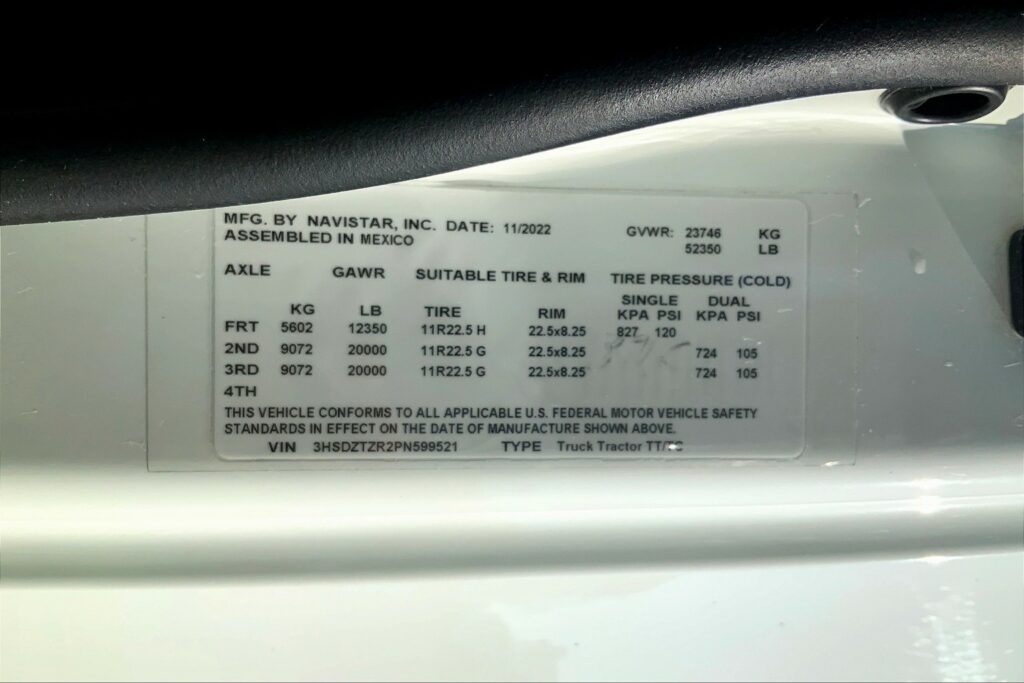 MFG. BY NAVISTAR, INC. DATE: 11/2022 GVWR: 23746 KG
ASSEMBLED IN MEXICO 52350 LB
AXLE GAWR SUITABLE TIRE & RIM TIRE PRESSURE (COLD)
SINGLE DUAL
KG LB TIRE RIM KPA PSI KPA PSI
FRT 5602 12350 11R22.5 H 22.5x8.25 827 120
2ND 9072 20000 11R22.5 G 22.5x8.25 724 105
3RD 9072 20000 11R22.5 G 22.5x8.25 724 105
4TH
THIS VEHICLE CONFORMS TO ALL APPLICABLE U.S. FEDERAL MOTOR VEHICLE SAFETY
STANDARDS IN EFFECT ON THE DATE OF MANUFACTURE SHOWN ABOVE.
VIN 3HSDZTZR2PN599521 TYPE Truck Tractor